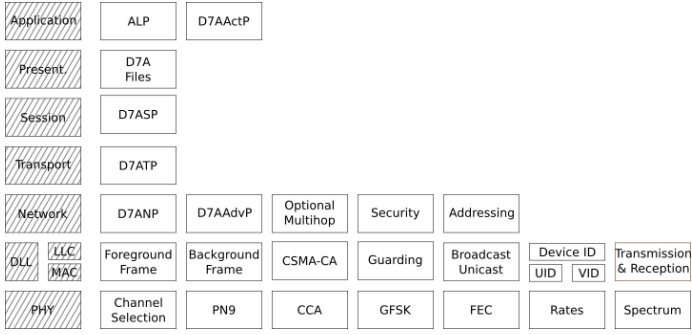 Application ALP D7AActP
Present. D7A
Files
Session D7ASP
Transport D7ATP
Network D7ANP D7AAdvP Optional
Multihop Security Addressing
DLL LLC
MAC Foreground
Frame Background
Frame CSMA-CA Guarding Broadcast
Unicast Device ID
UID VID Transmission
& Reception
PHY Channel
Selection PN9 CCA GFSK FEC Rates Spectrum